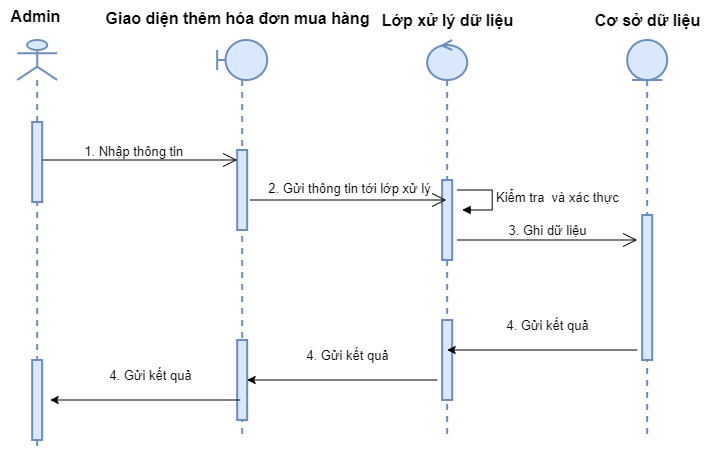 Admin
Giao diện thêm hóa đơn mua hàng
Lớp xử lý dữ liệu
Cơ sở dữ liệu
1. Nhập thông tin
2. Gửi thông tin tới lớp xử lý
Kiểm tra và xác thực
3. Ghi dữ liệu
4. Gửi kết quả
4. Gửi kết quả
4. Gửi kết quả